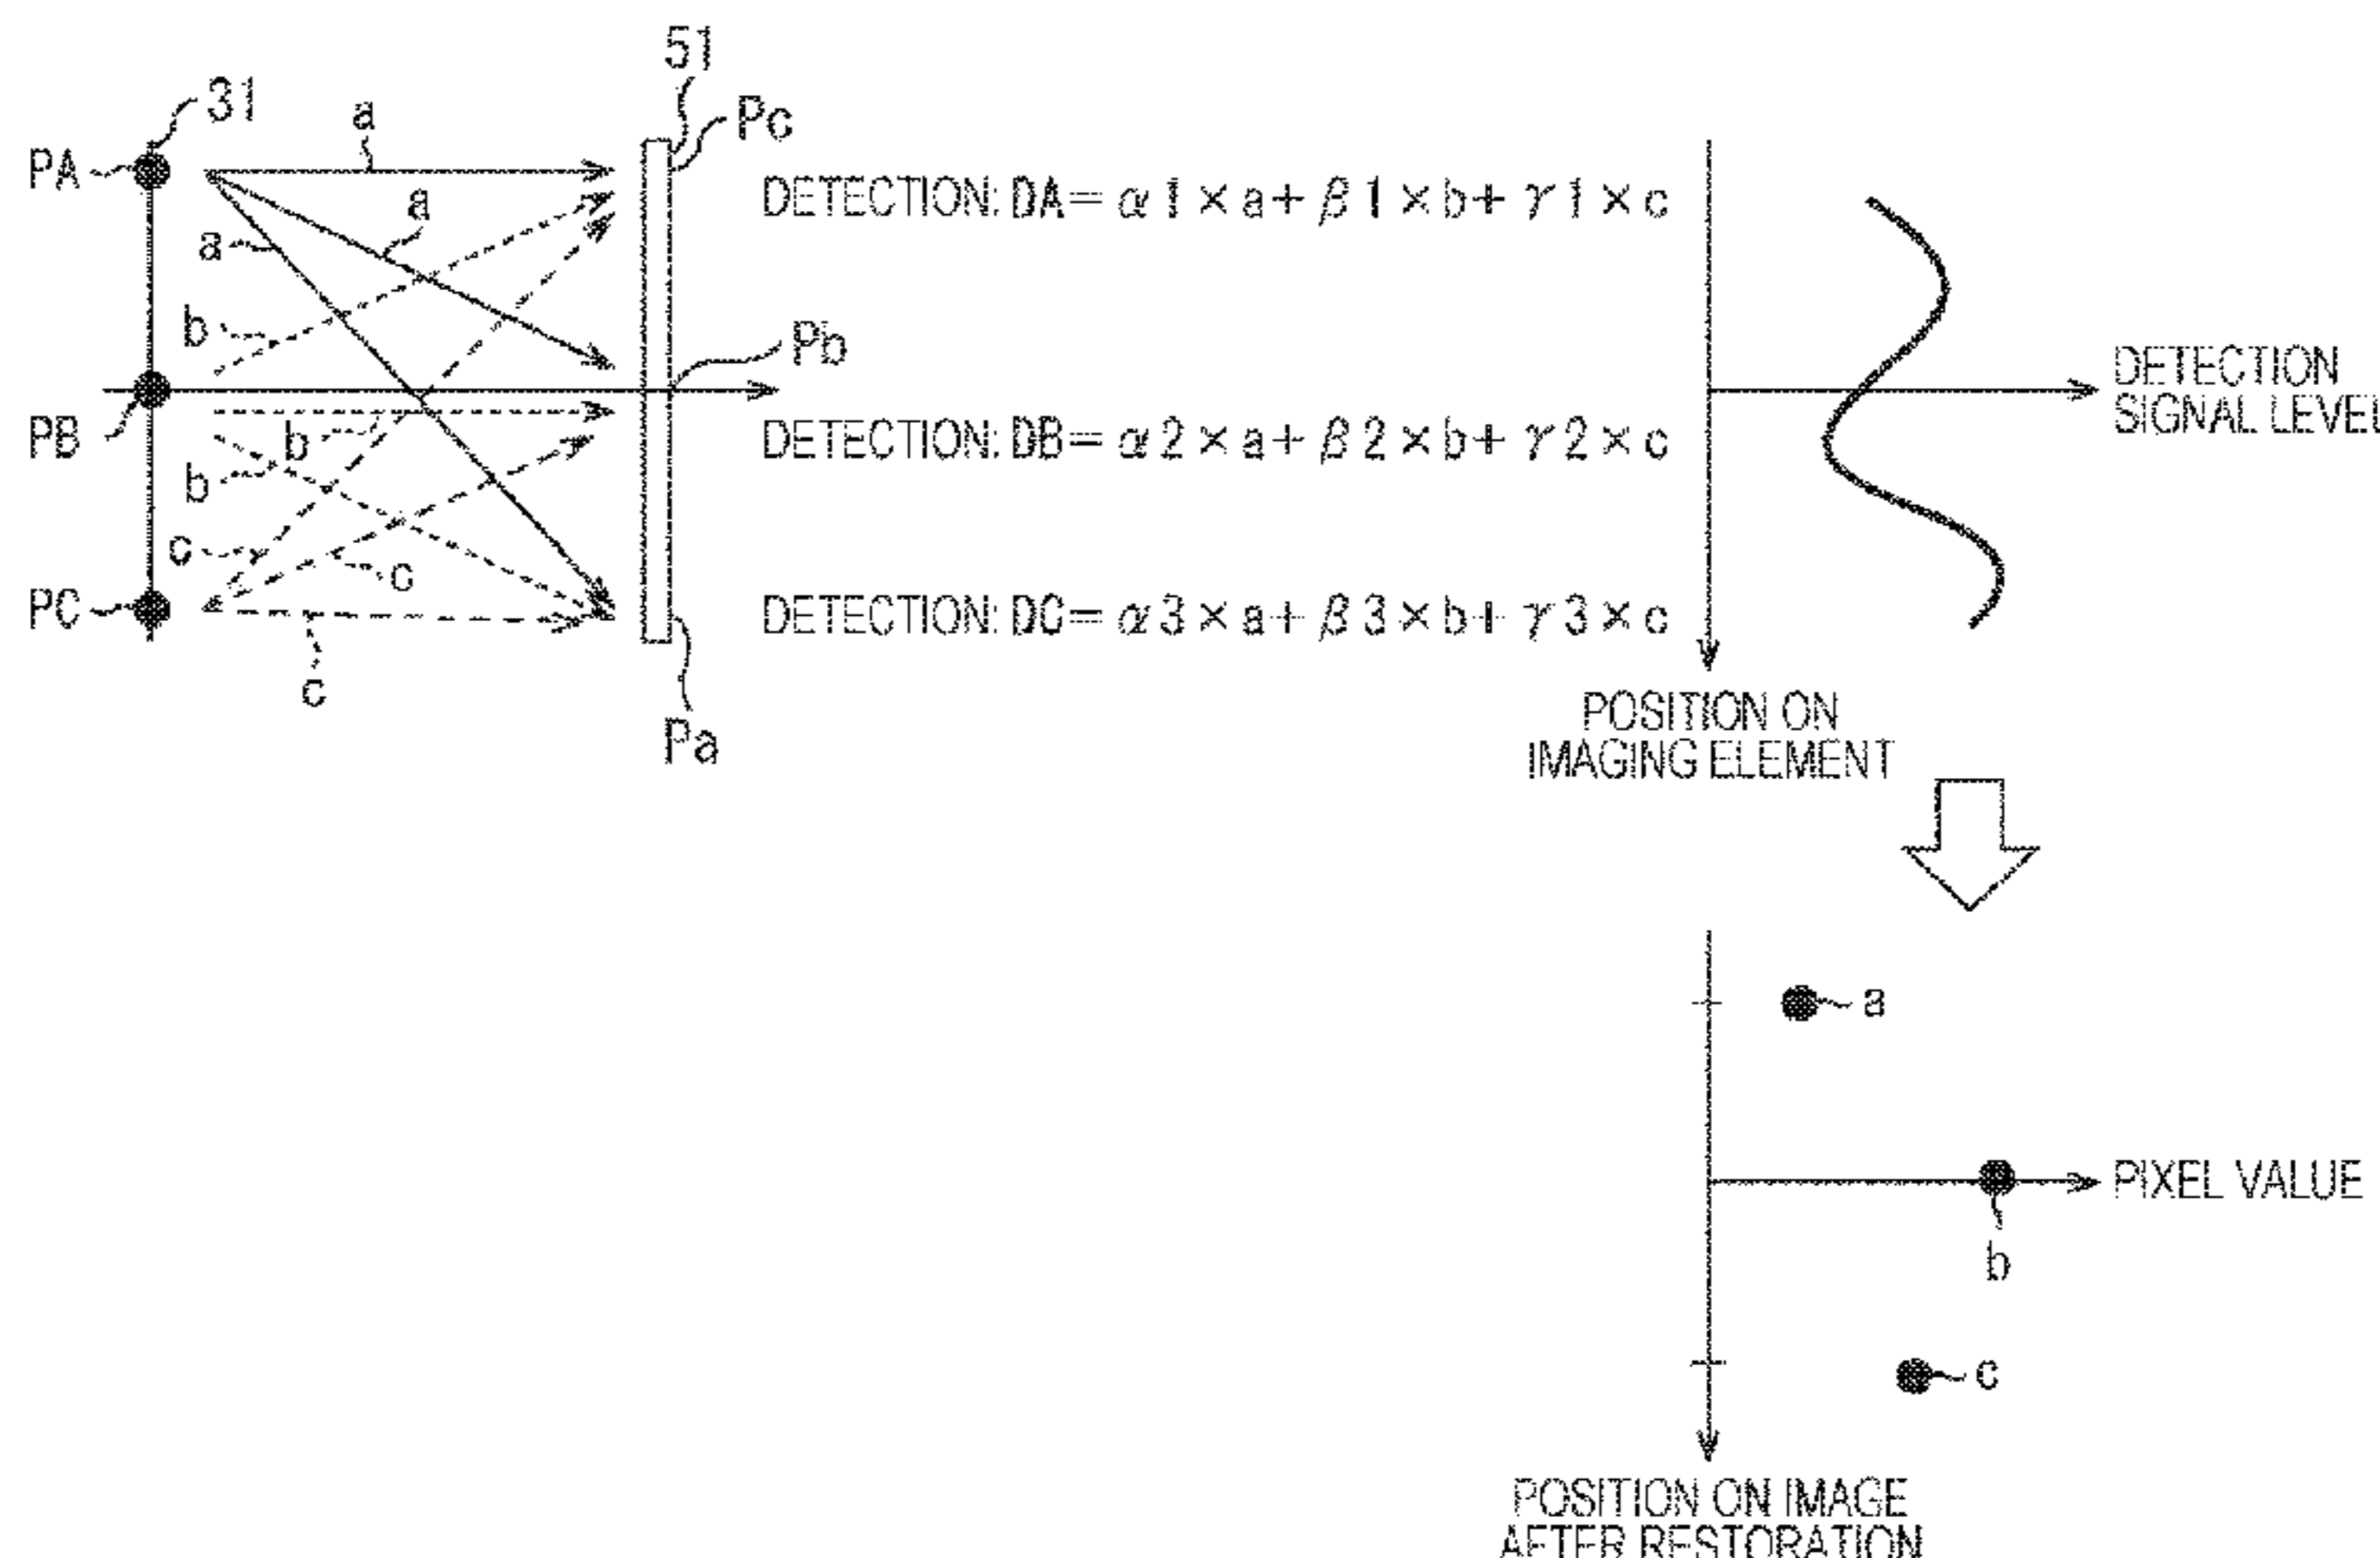 51
31
a
Pc
PA
DETECTION: DA=α1×a+β1×b+γ1×c
a
a
b
Pb
DETECTION
SIGNAL LEVEL
PB
b
DETECTION: DB=α2×a+β2×b+γ2×c
b
c
c
PC
DETECTION: DC=α3×a+β3×b+γ3×c
c
Pa
POSITION ON
IMAGING ELEMENT
a
PIXEL VALUE
b
c
POSITION ON IMAGE
AFTER RESTORATION